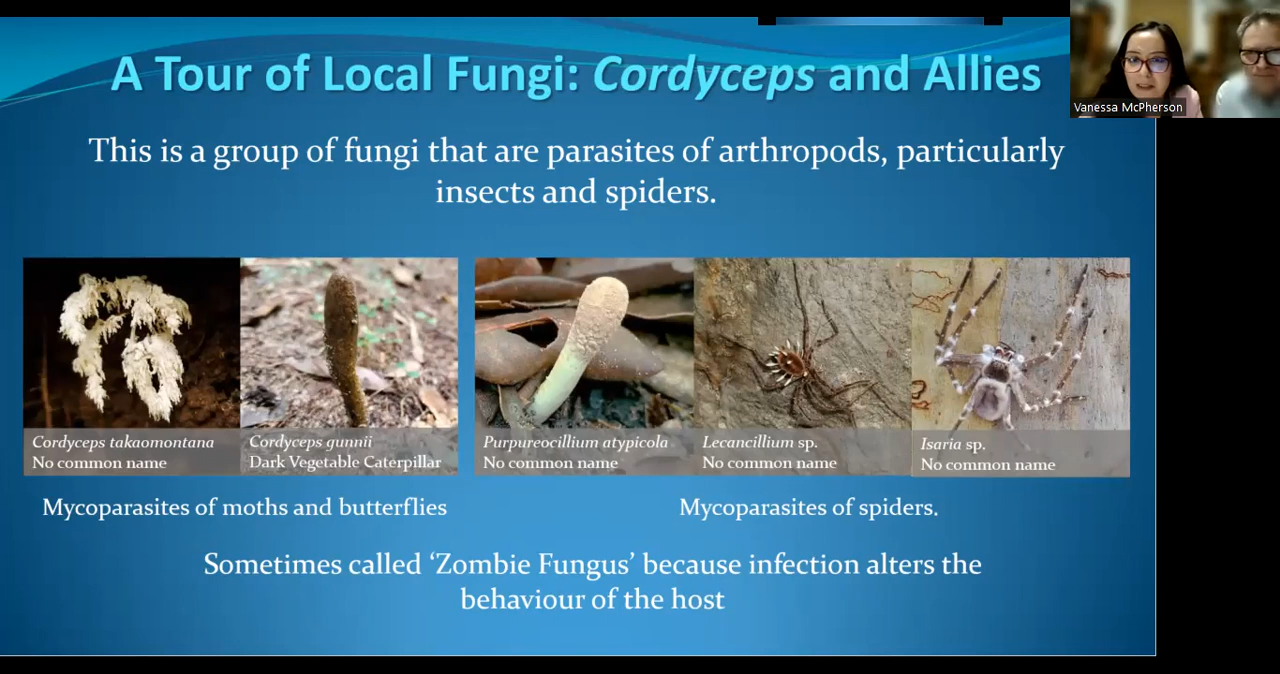 A Tour of Local Fungi: Cordyceps and Allies
Vanessa McPherson
This is a group of fungi that are parasites of arthropods, particularly
insects and spiders.
Cordyceps takaomontana
No common name
Cordyceps gunnii
Dark Vegetable Caterpillar
Purpureocillium atypicola
No common name
Lecancillium sp.
No common name
Isaria sp.
No common name
Mycoparasites of moths and butterflies
Mycoparasites of spiders.
Sometimes called ‘Zombie Fungus’ because infection alters the
behaviour of the host